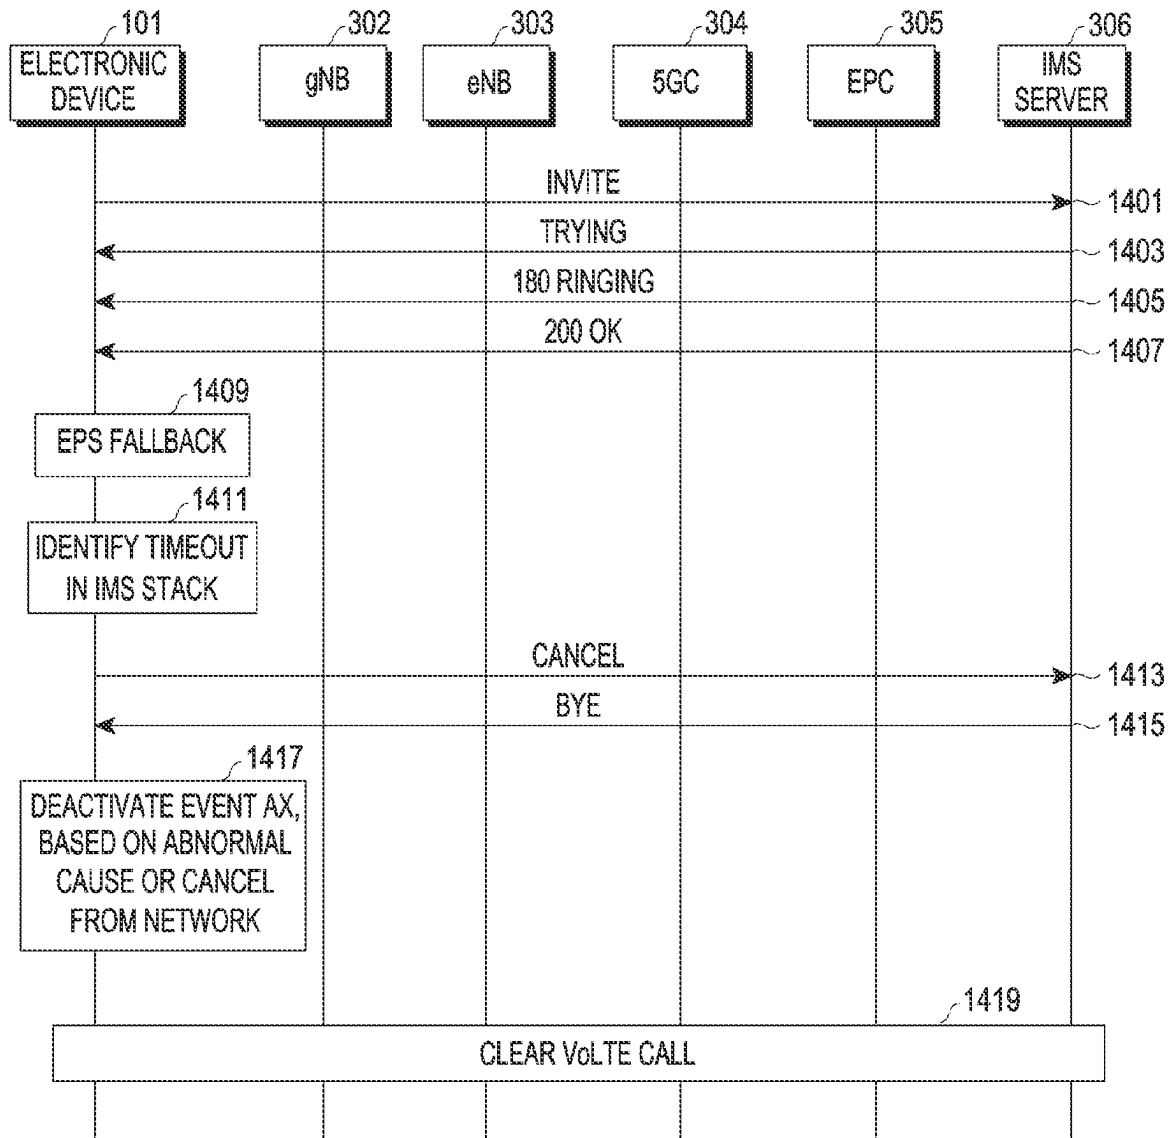 101
302
303
304
305
306
ELECTRONIC
DEVICE
gNB
eNB
5GC
EPC
IMS
SERVER
INVITE
1401
TRYING
1403
180 RINGING
1405
200 OK
1407
1409
EPS FALLBACK
1411
IDENTIFY TIMEOUT
IN IMS STACK
CANCEL
1413
BYE
1415
1417
DEACTIVATE EVENT AX,
BASED ON ABNORMAL
CAUSE OR CANCEL
FROM NETWORK
1419
CLEAR VoLTE CALL